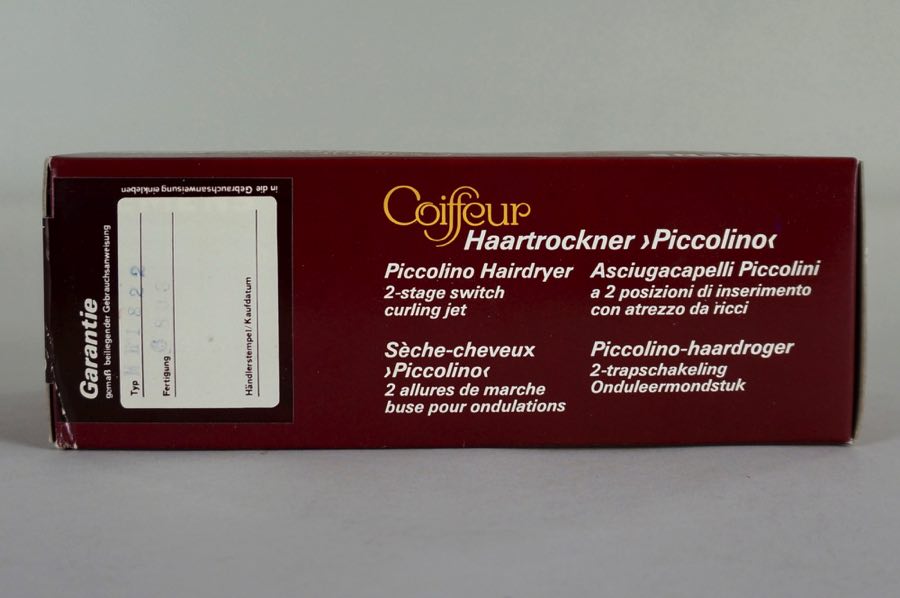 Garantie
gemäß beiliegender Gebrauchsanweisung
Typ HE1822
Fertigung
Händlerstempel/Kaufdatum
in die Gebrauchsanweisung einkleben
Coiffeur
Haartrockner ›Piccolino‹
Piccolino Hairdryer
2-stage switch
curling jet
Asciugacapelli Piccolini
a 2 posizioni di inserimento
con atrezzo da ricci
Sèche-cheveux
›Piccolino‹
2 allures de marche
buse pour ondulations
Piccolino-haardroger
2-trapschakeling
Onduleermondstuk